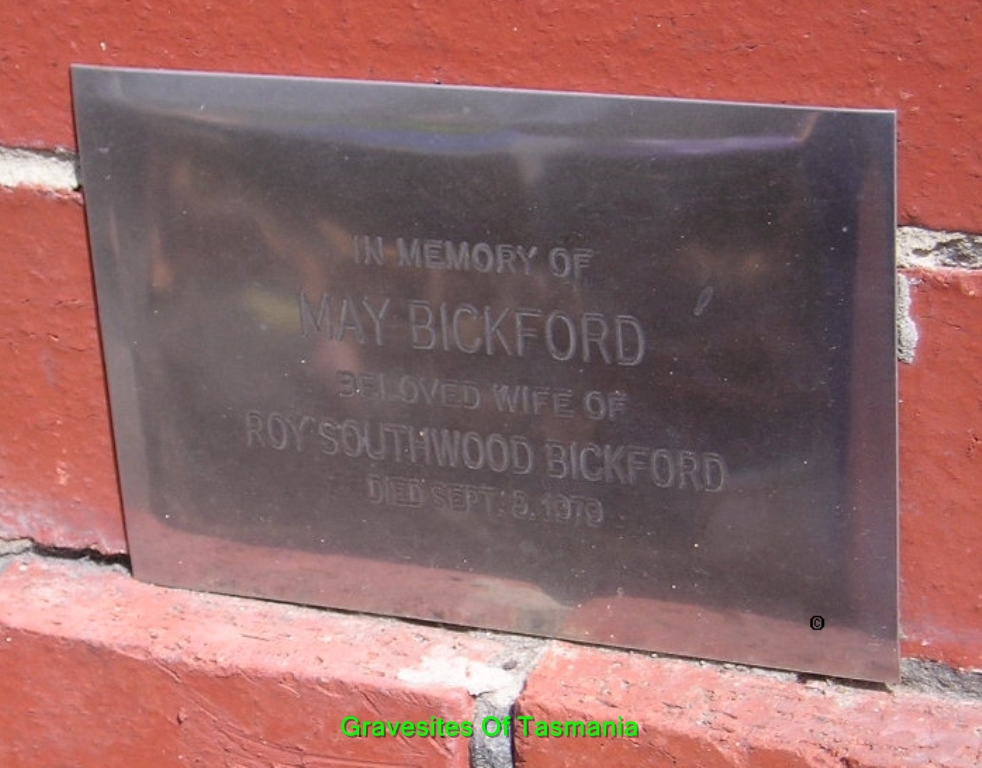 IN MEMORY OF
MAY BICKFORD
BELOVED WIFE OF
ROY SOUTHWOOD BICKFORD
DIED SEPT. 5, 1979
©
Gravesites Of Tasmania